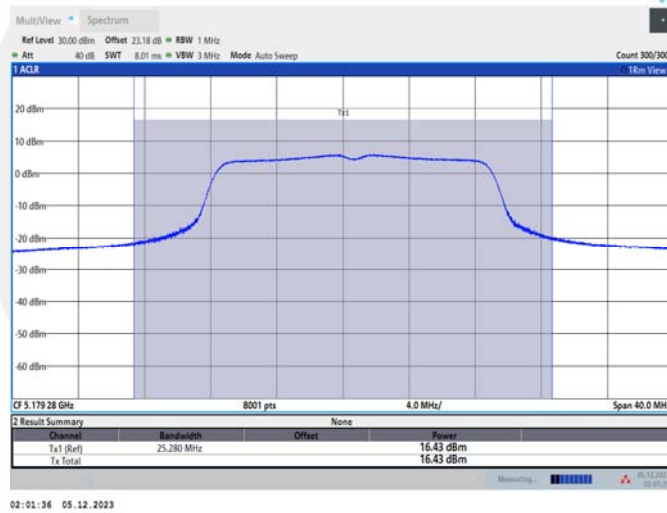 MultiView Spectrum
Ref Level 30.00 dBm Offset 23.18 dB RBW 1 MHz
Att 40 dB SWT 8.01 ms VBW 3 MHz Mode Auto Sweep Count 300/300
1 ACLR 1Rm View
Tx1
20 dBm
10 dBm
0 dBm
-10 dBm
-20 dBm
-30 dBm
-40 dBm
-50 dBm
-60 dBm
CF 5.179 28 GHz 8001 pts 4.0 MHz/ Span 40.0 MH
2 Result Summary None
Channel Bandwidth Offset Power
Tx1 (Ref) 25.280 MHz 16.43 dBm
Tx Total 16.43 dBm
Measuring...
02:01:36 05.12.2023